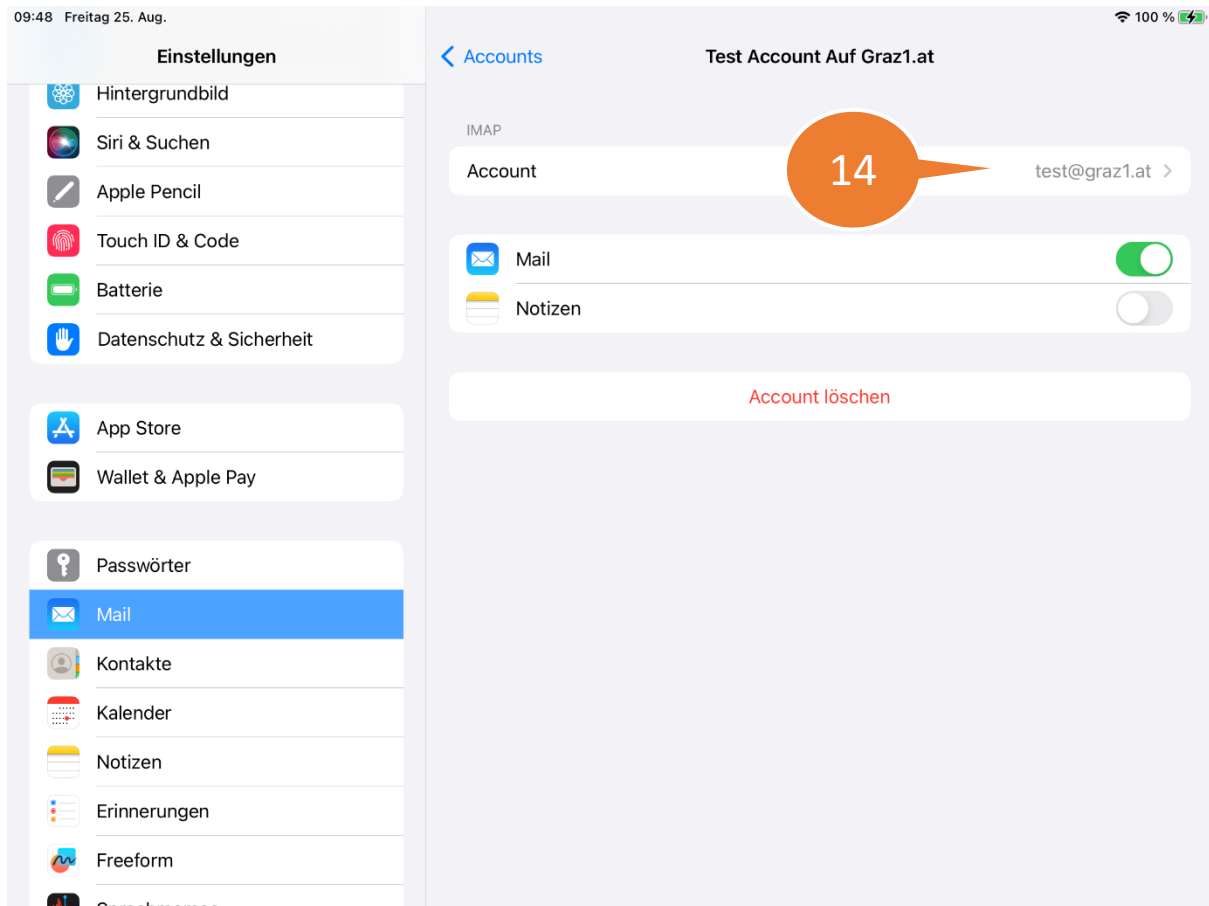 09:48 Freitag 25. Aug.
100 %
Einstellungen
Hintergrundbild
Siri & Suchen
Apple Pencil
Touch ID & Code
Batterie
Datenschutz & Sicherheit
App Store
Wallet & Apple Pay
Passwörter
Mail
Kontakte
Kalender
Notizen
Erinnerungen
Freeform
Accounts
Test Account Auf Graz1.at
IMAP
Account
14
test@graz1.at
Mail
Notizen
Account löschen